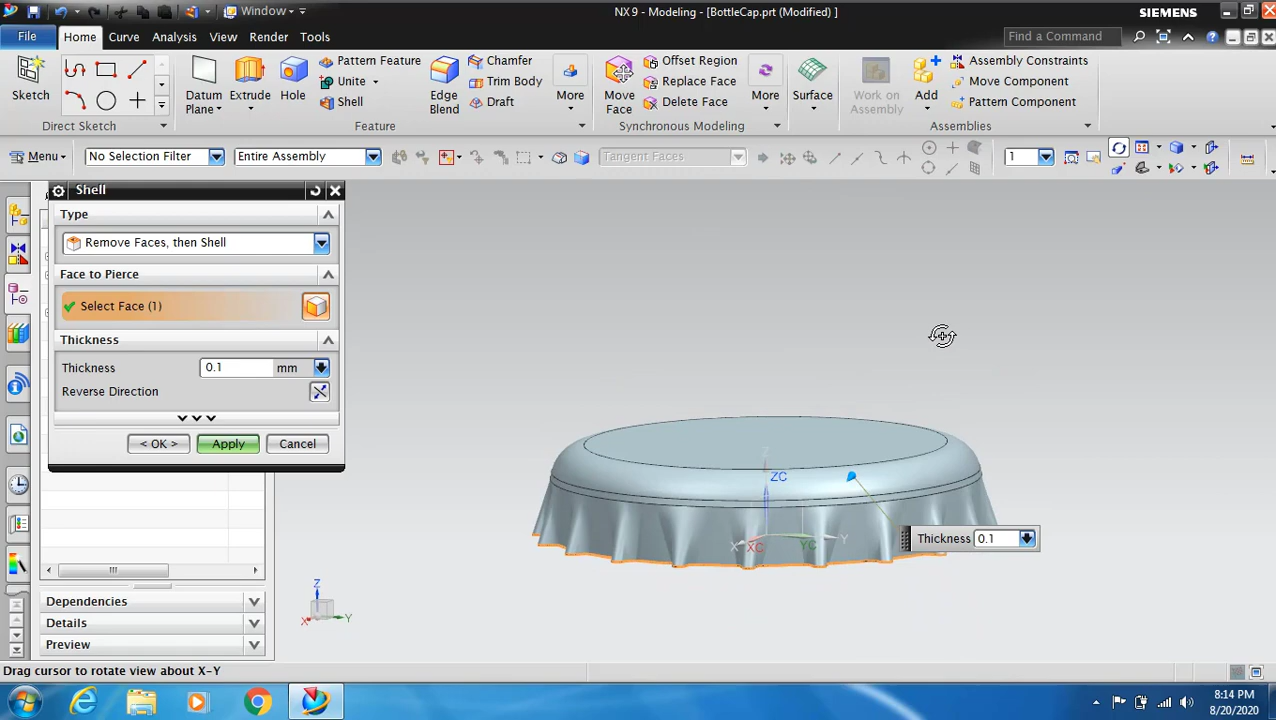 Window
NX 9 - Modeling - [BottleCap.prt (Modified) ]
SIEMENS
File
Home
Curve
Analysis
View
Render
Tools
Find a Command
Sketch
Direct Sketch
Datum Plane
Extrude
Hole
Pattern Feature
Unite
Shell
Edge Blend
Chamfer
Trim Body
Draft
More
Feature
Move Face
Offset Region
Replace Face
Delete Face
More
Synchronous Modeling
Surface
Work on Assembly
Add
Assembly Constraints
Move Component
Pattern Component
Assemblies
Menu
No Selection Filter
Entire Assembly
Tangent Faces
1
Shell
Type
Remove Faces, then Shell
Face to Pierce
Select Face (1)
Thickness
Thickness
0.1
mm
Reverse Direction
< OK >
Apply
Cancel
Z
ZC
X
XC
YC
Y
Thickness 0.1
Z
X
Y
Dependencies
Details
Preview
Drag cursor to rotate view about X-Y
8:14 PM
8/20/2020